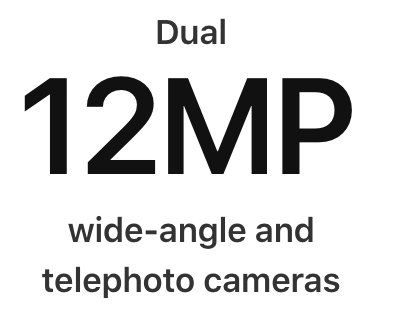 Dual
12MP
wide-angle and
telephoto cameras